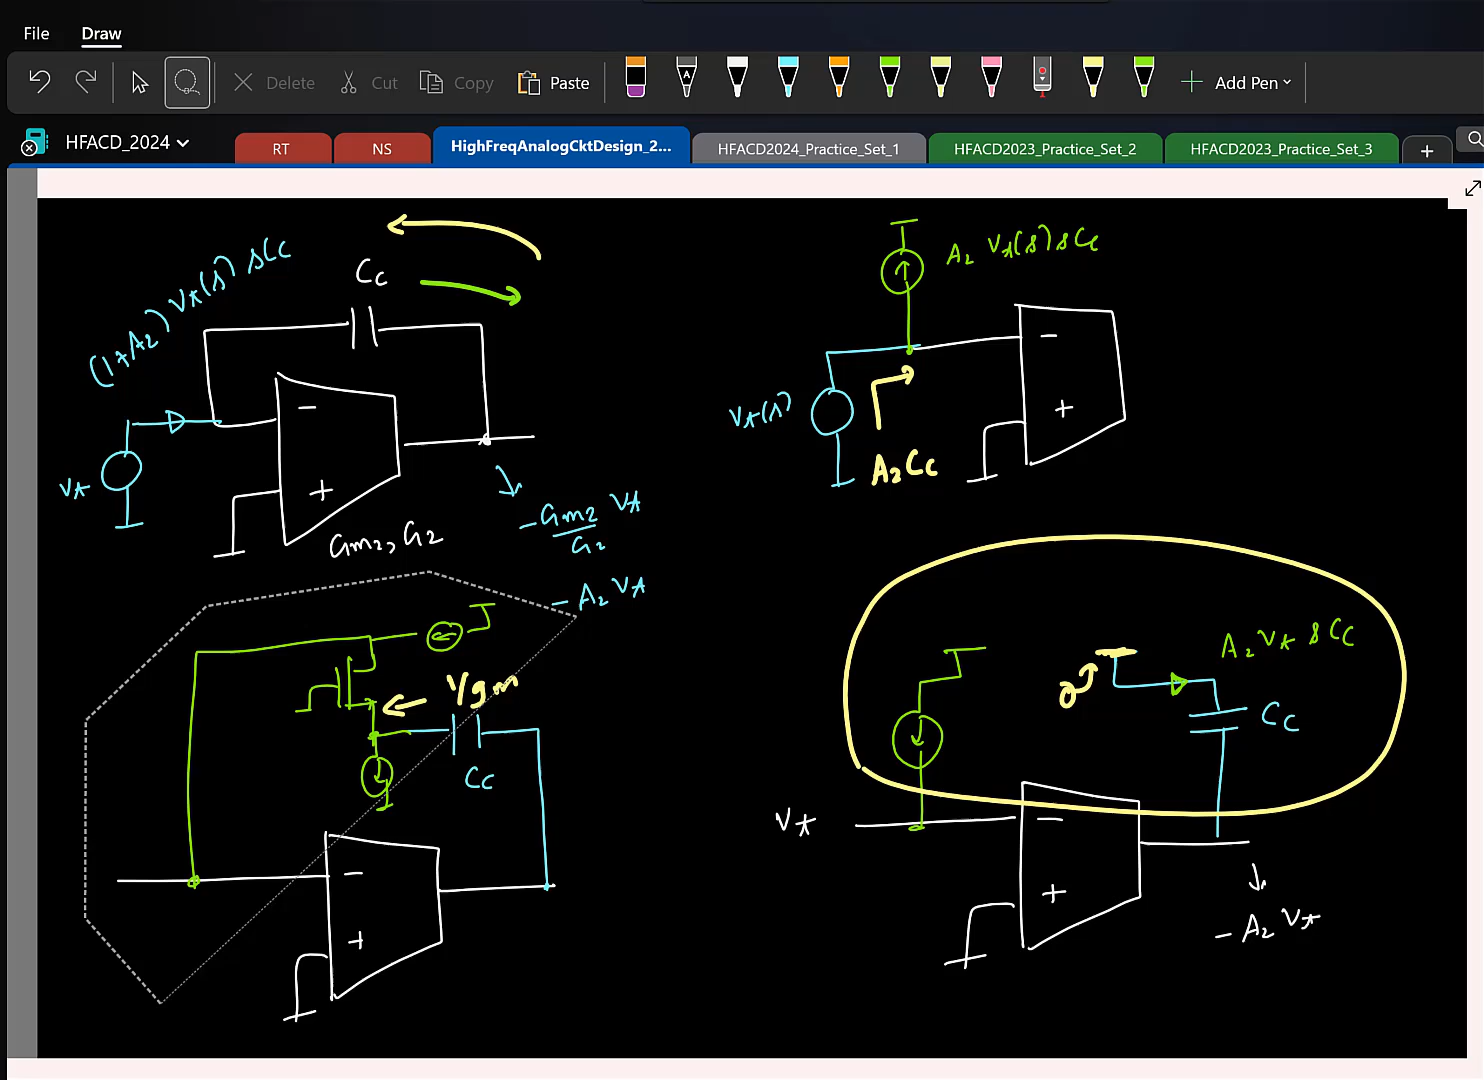 File Draw
Delete Cut Copy Paste Add Pen
HFACD_2024 RT NS HighFreqAnalogCktDesign_2... HFACD2024_Practice_Set_1 HFACD2023_Practice_Set_2 HFACD2023_Practice_Set_3 +
(1+A2) Vx(s) sCc
Cc
−
+
Vx
Gm2, G2
−Gm2/G2 Vx
−A2 Vx
A2 Vx(s) sCc
−
+
Vx(s)
A2Cc
1/gm
Cc
−
+
A2 Vx sCc
Cc
Vx
−
+
−A2 Vx